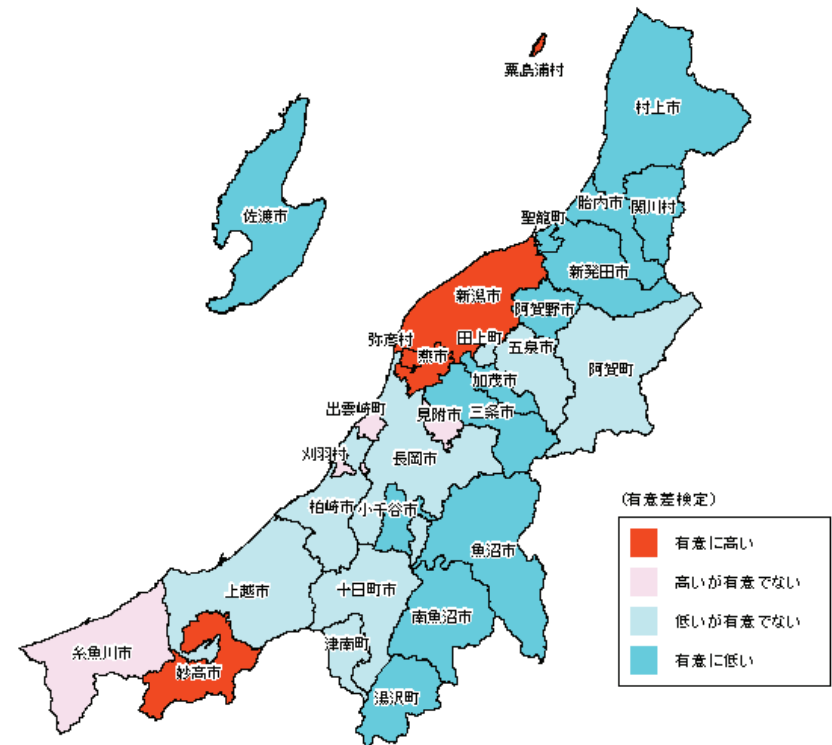 粟島浦村
村上市
佐渡市
胎内市
関川村
聖籠町
新発田市
新潟市
阿賀野市
弥彦村
田上町
五泉市
燕市
阿賀町
加茂市
出雲崎町
見附市
三条市
刈羽村
長岡市
柏崎市
小千谷市
魚沼市
上越市
十日町市
南魚沼市
津南町
糸魚川市
妙高市
湯沢町
(有意差検定)
有意に高い
高いが有意でない
低いが有意でない
有意に低い